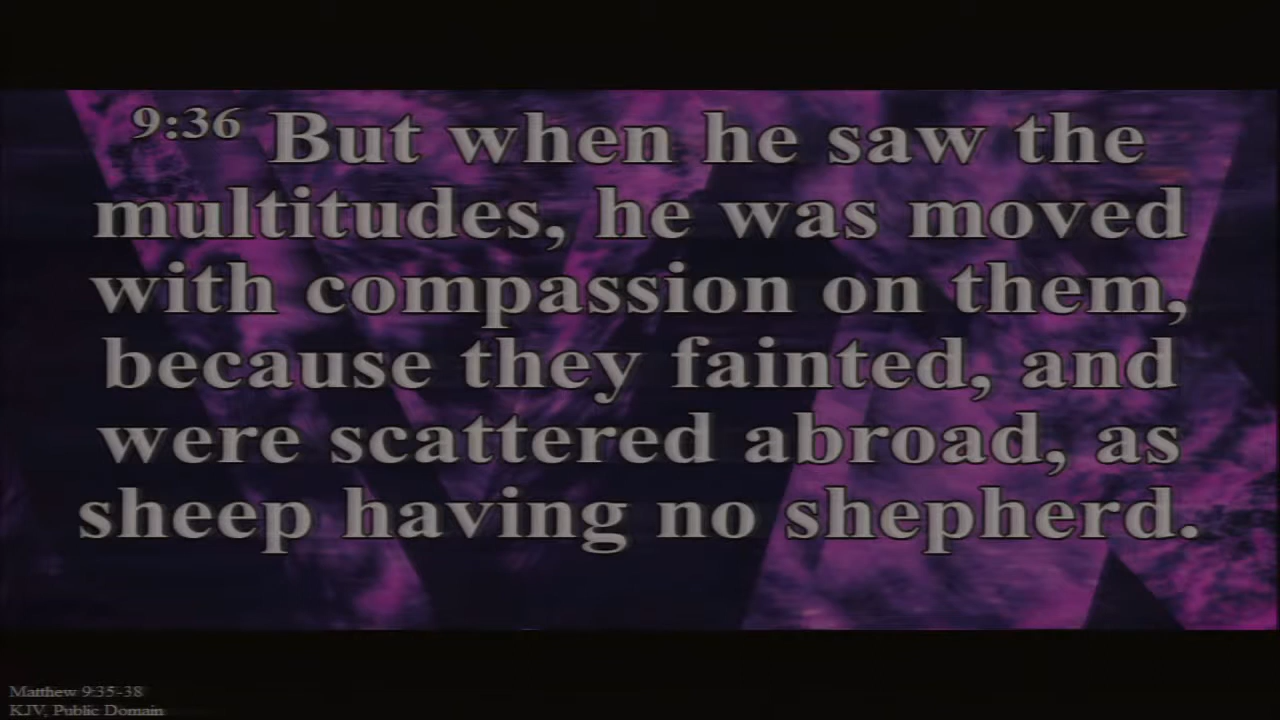 9:36 But when he saw the
multitudes, he was moved
with compassion on them,
because they fainted, and
were scattered abroad, as
sheep having no shepherd.
Matthew 9:35-38
KJV, Public Domain